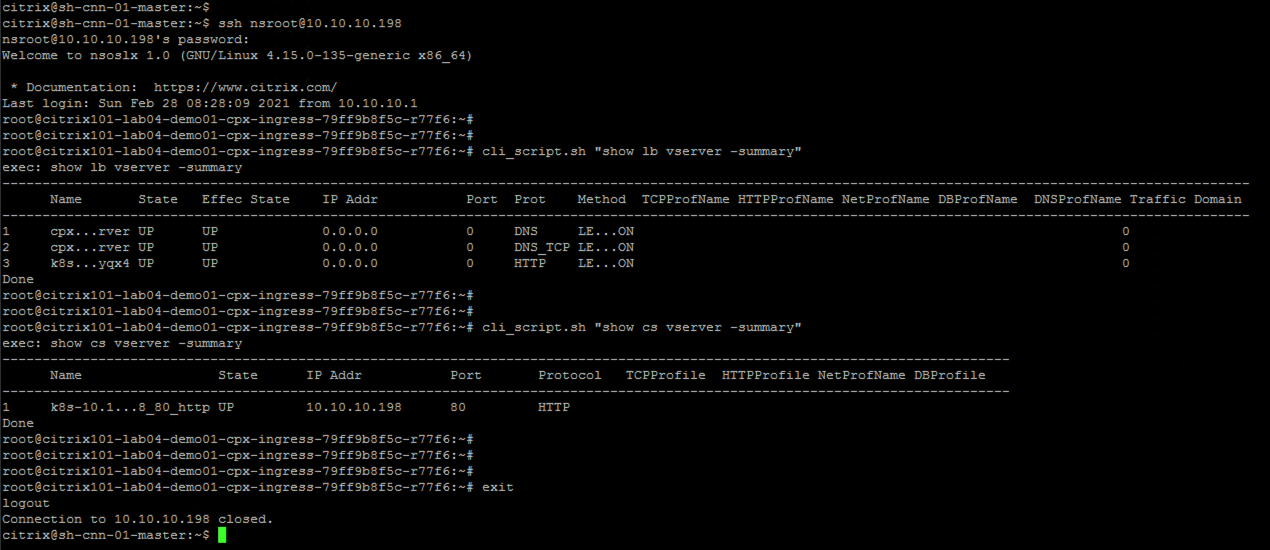 citrix@sh-cnn-01-master:~$
citrix@sh-cnn-01-master:~$ ssh nsroot@10.10.10.198
nsroot@10.10.10.198's password:
Welcome to nsoslx 1.0 (GNU/Linux 4.15.0-135-generic x86_64)
* Documentation:  https://www.citrix.com/
Last login: Sun Feb 28 08:28:09 2021 from 10.10.10.1
root@citrix101-lab04-demo01-cpx-ingress-79ff9b8f5c-r77f6:~#
root@citrix101-lab04-demo01-cpx-ingress-79ff9b8f5c-r77f6:~#
root@citrix101-lab04-demo01-cpx-ingress-79ff9b8f5c-r77f6:~# cli_script.sh "show lb vserver -summary"
exec: show lb vserver -summary
--------------------------------------------------------------------------------
Name State Effec State IP Addr Port Prot Method TCPProfName HTTPProfName NetProfName DBProfName DNSProfName Traffic Domain
--------------------------------------------------------------------------------
1 cpx...rver UP UP 0.0.0.0 0 DNS LE...ON 0
2 cpx...rver UP UP 0.0.0.0 0 DNS_TCP LE...ON 0
3 k8s...yqx4 UP UP 0.0.0.0 0 HTTP LE...ON 0
Done
root@citrix101-lab04-demo01-cpx-ingress-79ff9b8f5c-r77f6:~#
root@citrix101-lab04-demo01-cpx-ingress-79ff9b8f5c-r77f6:~#
root@citrix101-lab04-demo01-cpx-ingress-79ff9b8f5c-r77f6:~# cli_script.sh "show cs vserver -summary"
exec: show cs vserver -summary
--------------------------------------------------------------------------------
Name State IP Addr Port Protocol TCPProfile HTTPProfile NetProfName DBProfile
--------------------------------------------------------------------------------
1 k8s-10.1...8_80_http UP 10.10.10.198 80 HTTP
Done
root@citrix101-lab04-demo01-cpx-ingress-79ff9b8f5c-r77f6:~#
root@citrix101-lab04-demo01-cpx-ingress-79ff9b8f5c-r77f6:~#
root@citrix101-lab04-demo01-cpx-ingress-79ff9b8f5c-r77f6:~#
root@citrix101-lab04-demo01-cpx-ingress-79ff9b8f5c-r77f6:~# exit
logout
Connection to 10.10.10.198 closed.
citrix@sh-cnn-01-master:~$